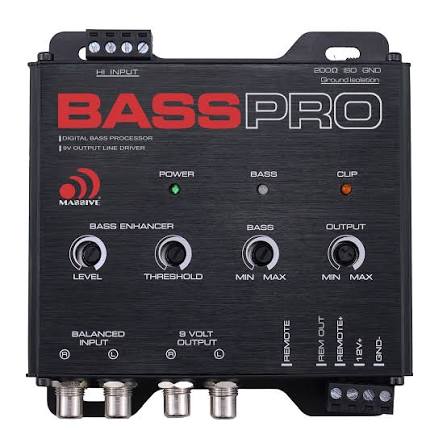 HI INPUT
200Ω ISO GND
Ground Isolation
BASSPRO
DIGITAL BASS PROCESSOR
9V OUTPUT LINE DRIVER
POWER BASS CLIP
MASSIVE
BASS ENHANCER BASS OUTPUT
LEVEL THRESHOLD MIN MAX MIN MAX
BALANCED INPUT
9 VOLT OUTPUT
R L R L
REMOTE
REM OUT
REMOTE+
12V+
GND-